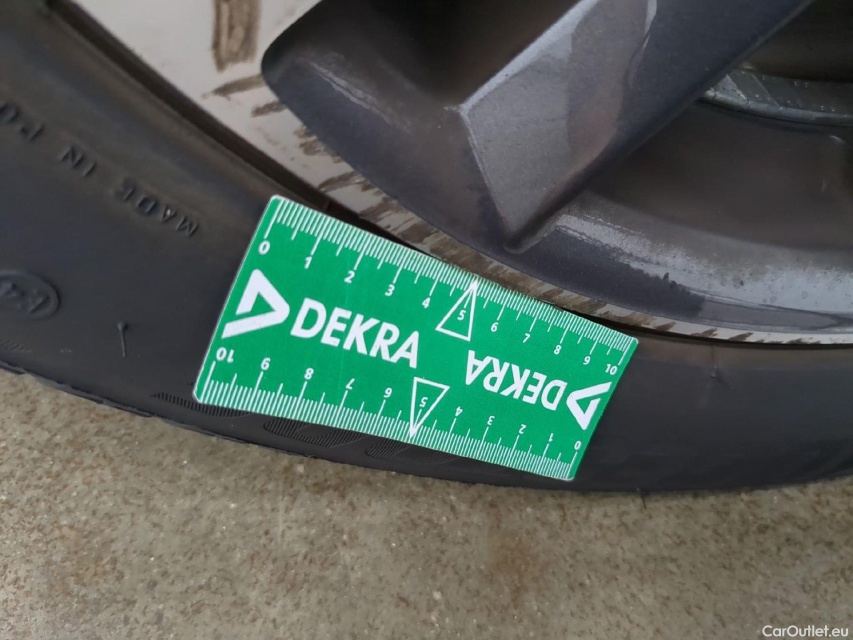 MADE IN PO
0 1 2 3 4 5 6 7 8 9 10
DEKRA
DEKRA
10 9 8 7 6 5 4 3 2 1 0
CarOutlet.eu